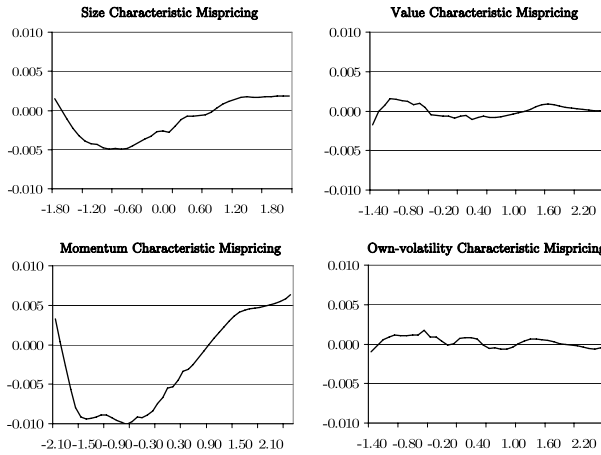 Size Characteristic Mispricing
0.010
0.005
0.000
-0.005
-0.010
-1.80 -1.20 -0.60 0.00 0.60 1.20 1.80
Value Characteristic Mispricing
0.010
0.005
0.000
-0.005
-0.010
-1.40 -0.80 -0.20 0.40 1.00 1.60 2.20
Momentum Characteristic Mispricing
0.010
0.005
0.000
-0.005
-0.010
-2.10 -1.50 -0.90 -0.30 0.30 0.90 1.50 2.10
Own-volatility Characteristic Mispricing
0.010
0.005
0.000
-0.005
-0.010
-1.40 -0.80 -0.20 0.40 1.00 1.60 2.20